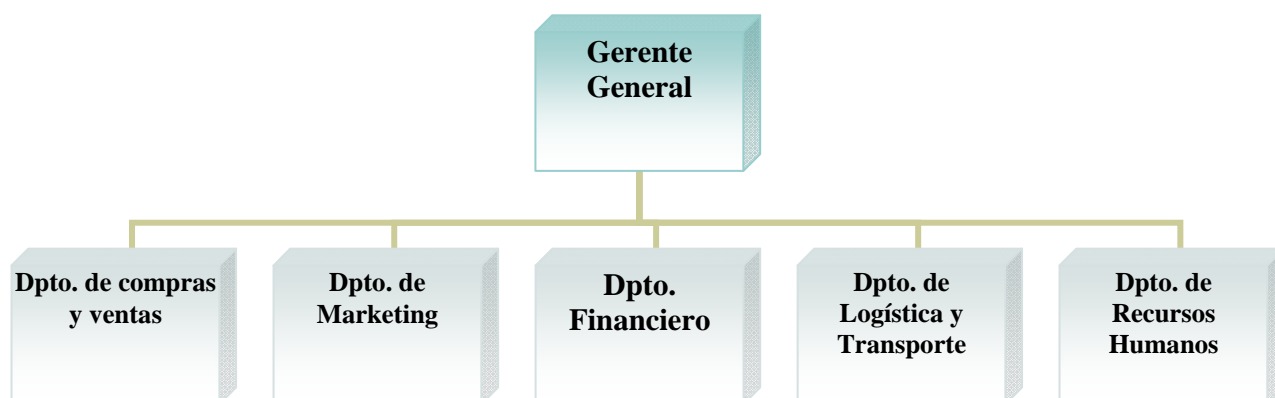 Gerente
General
Dpto. de compras
y ventas
Dpto. de
Marketing
Dpto.
Financiero
Dpto. de
Logística y
Transporte
Dpto. de
Recursos
Humanos